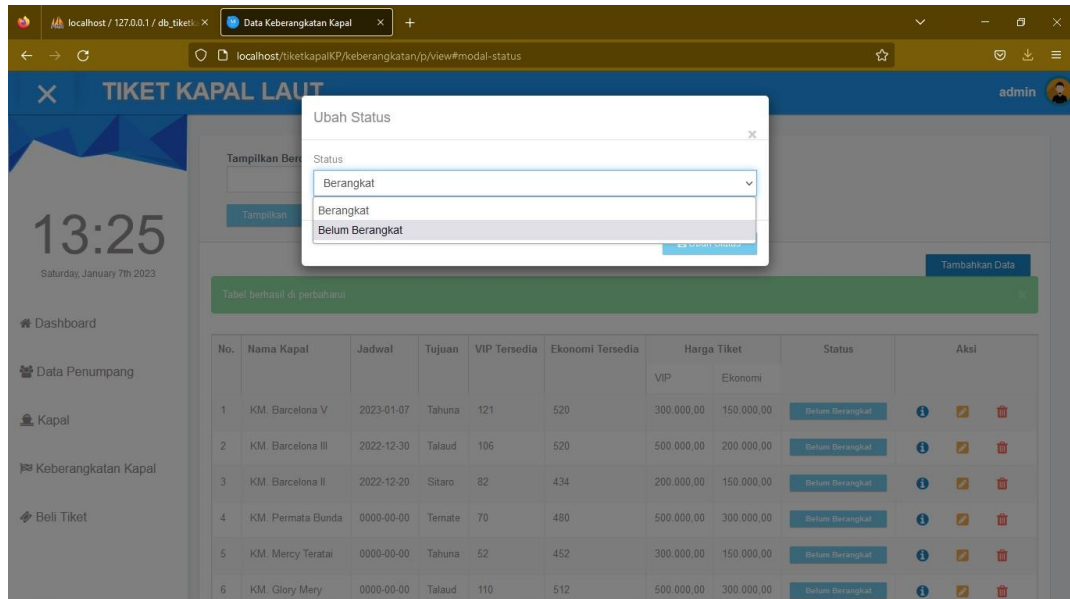 localhost / 127.0.0.1 / db_tiketk
Data Keberangkatan Kapal
localhost/tiketkapalKP/keberangkatan/p/view#modal-status
TIKET KAPAL LAUT
admin
Ubah Status
Status
Berangkat
Berangkat
Belum Berangkat
Tampilkan
Tampilkan
13:25
Saturday, January 7th 2023
Tambahkan Data
Tabel berhasil di perbaharui
Dashboard
Data Penumpang
Kapal
Keberangkatan Kapal
Beli Tiket
No. Nama Kapal Jadwal Tujuan VIP Tersedia Ekonomi Tersedia Harga Tiket Status Aksi
VIP Ekonomi
1 KM. Barcelona V 2023-01-07 Tahuna 121 520 300.000,00 150.000,00 Belum Berangkat
2 KM. Barcelona III 2022-12-30 Talaud 106 520 500.000,00 200.000,00 Belum Berangkat
3 KM. Barcelona II 2022-12-20 Sitaro 82 434 200.000,00 150.000,00 Belum Berangkat
4 KM. Permata Bunda 0000-00-00 Ternate 70 480 500.000,00 300.000,00 Belum Berangkat
5 KM. Mercy Teratai 0000-00-00 Tahuna 52 452 300.000,00 150.000,00 Belum Berangkat
6 KM. Glory Mery 0000-00-00 Talaud 110 512 500.000,00 300.000,00 Belum Berangkat